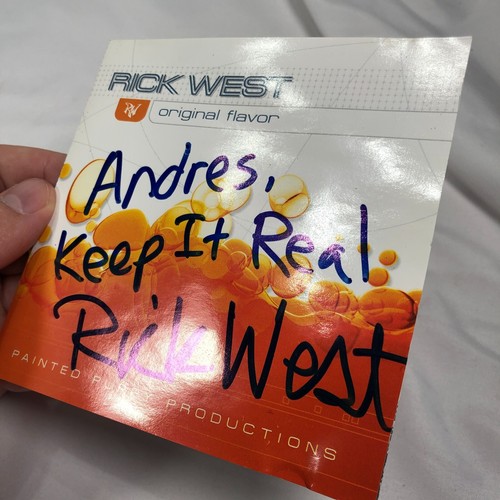 RICK WEST
RW
original flavor
Andres,
Keep It Real
Rick West
PAINTED
PRODUCTIONS